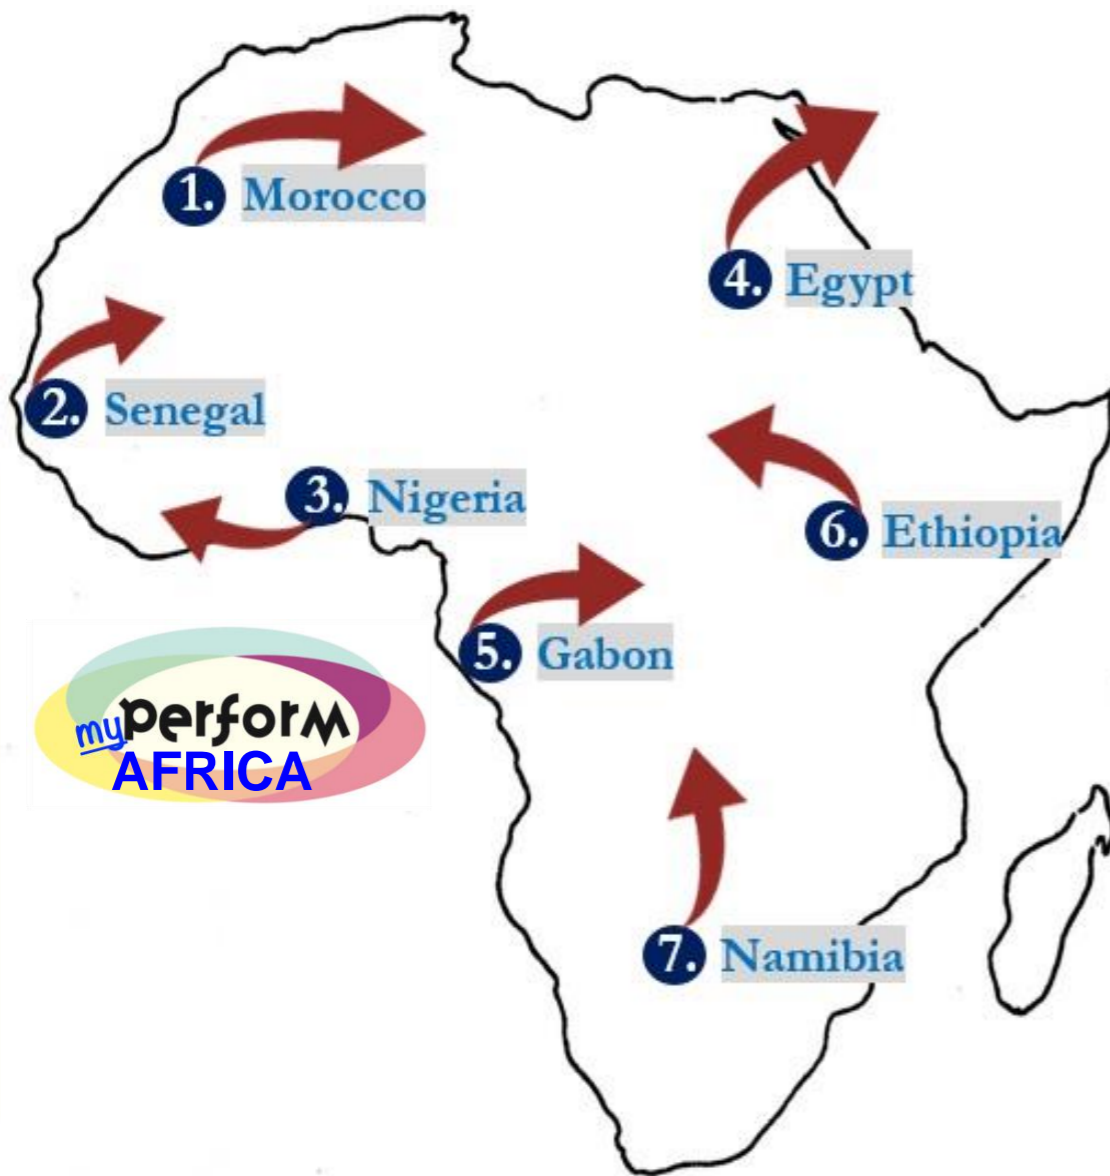 1. Morocco
4. Egypt
2. Senegal
3. Nigeria
6. Ethiopia
5. Gabon
myperforM
AFRICA
7. Namibia